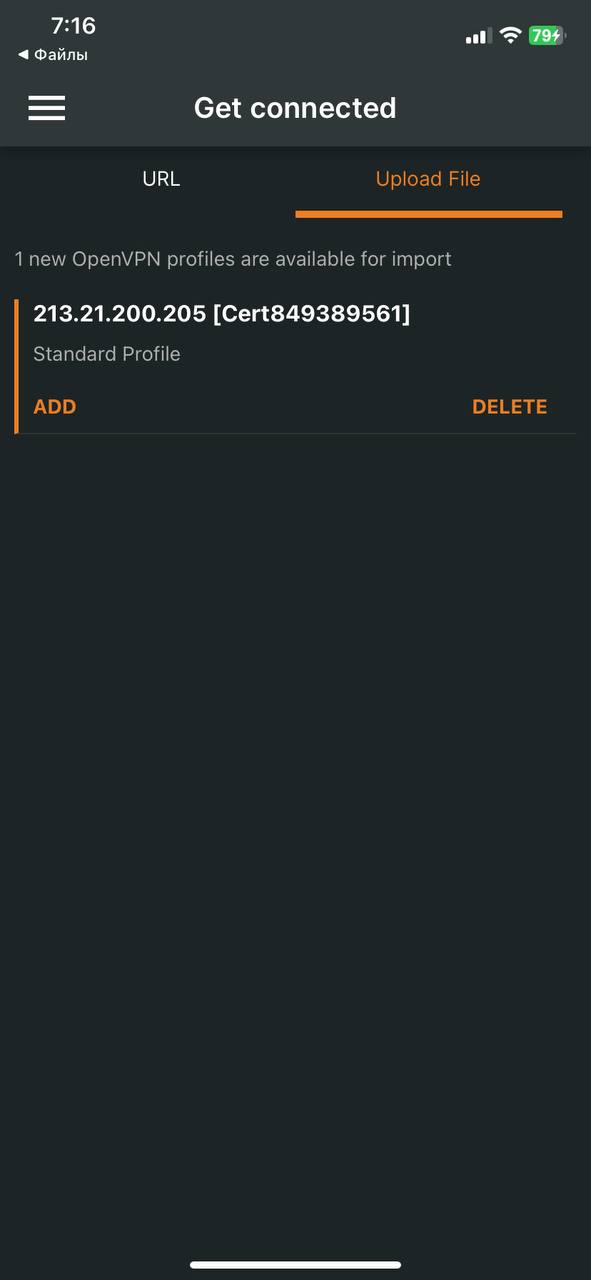 7:16
79
◀ Файлы
Get connected
URL
Upload File
1 new OpenVPN profiles are available for import
213.21.200.205 [Cert849389561]
Standard Profile
ADD
DELETE